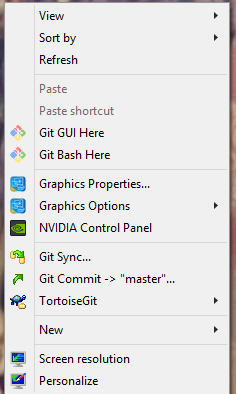 View
Sort by
Refresh
Paste
Paste shortcut
Git GUI Here
Git Bash Here
Graphics Properties...
Graphics Options
NVIDIA Control Panel
Git Sync...
Git Commit -> "master"...
TortoiseGit
New
Screen resolution
Personalize